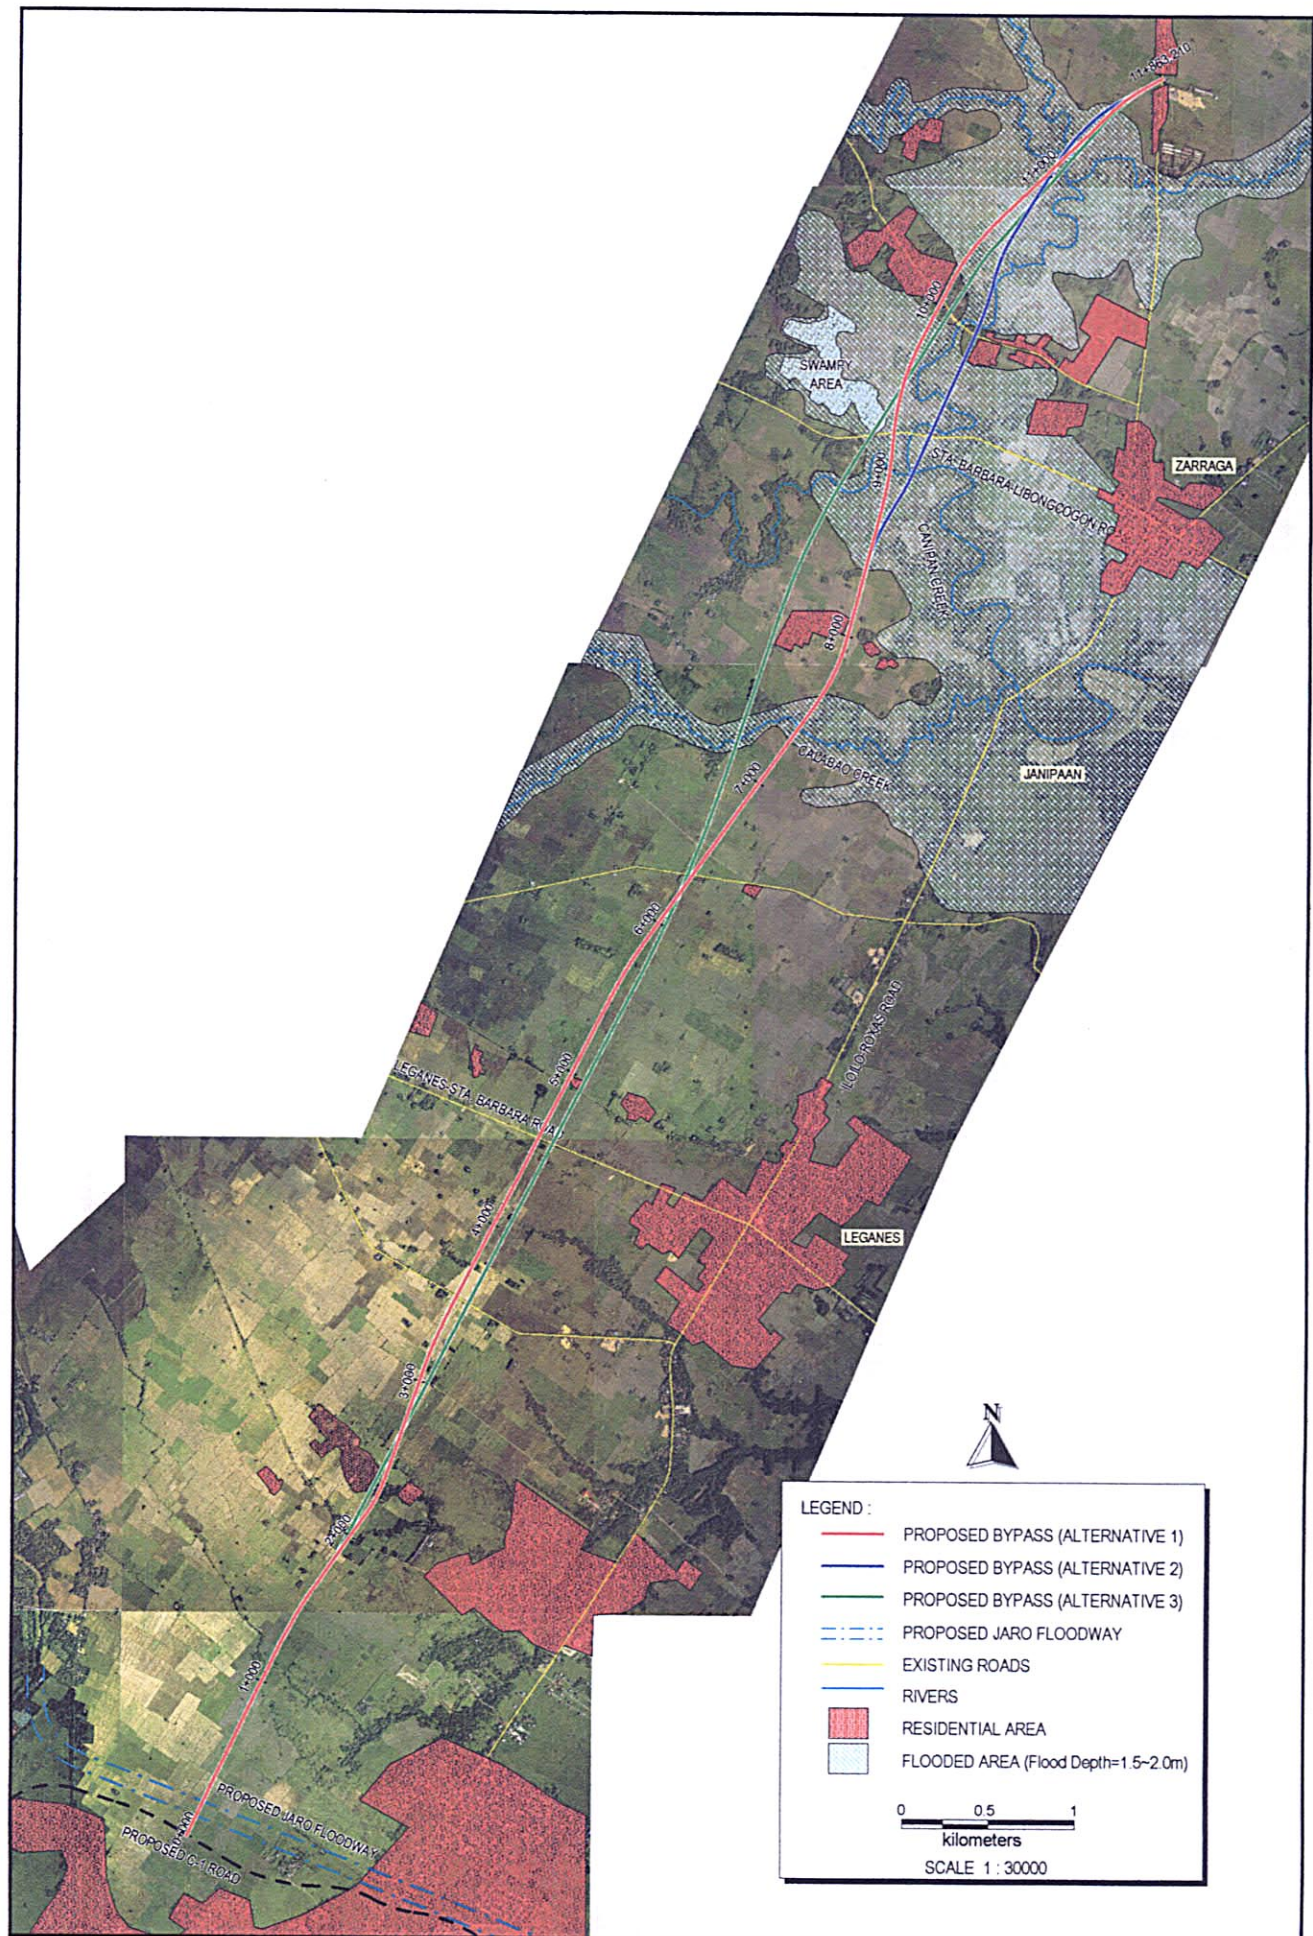 11+863.210
11+000
10+000
SWAMPY
AREA
9+000
STA-BARBARA-LIBONGCOGON
ZARRAGA
CANIPAN CREEK
8+000
CALABAO CREEK
7+000
JANIPAAN
6+000
ILOILO-ROXAS ROAD
5+000
LEGANES-STA. BARBARA ROAD
4+000
LEGANES
3+000
2+000
1+000
0+000
PROPOSED JARO FLOODWAY
PROPOSED C-1 ROAD
N
LEGEND :
PROPOSED BYPASS (ALTERNATIVE 1)
PROPOSED BYPASS (ALTERNATIVE 2)
PROPOSED BYPASS (ALTERNATIVE 3)
PROPOSED JARO FLOODWAY
EXISTING ROADS
RIVERS
RESIDENTIAL AREA
FLOODED AREA (Flood Depth=1.5~2.0m)
0 0.5 1
kilometers
SCALE 1 : 30000